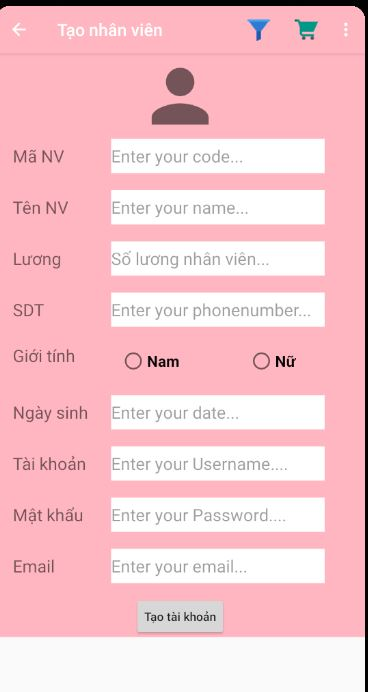 Tạo nhân viên
Mã NV Enter your code...
Tên NV Enter your name...
Lương Số lương nhân viên...
SDT Enter your phonenumber...
Giới tính Nam Nữ
Ngày sinh Enter your date...
Tài khoản Enter your Username....
Mật khẩu Enter your Password....
Email Enter your email...
Tạo tài khoản